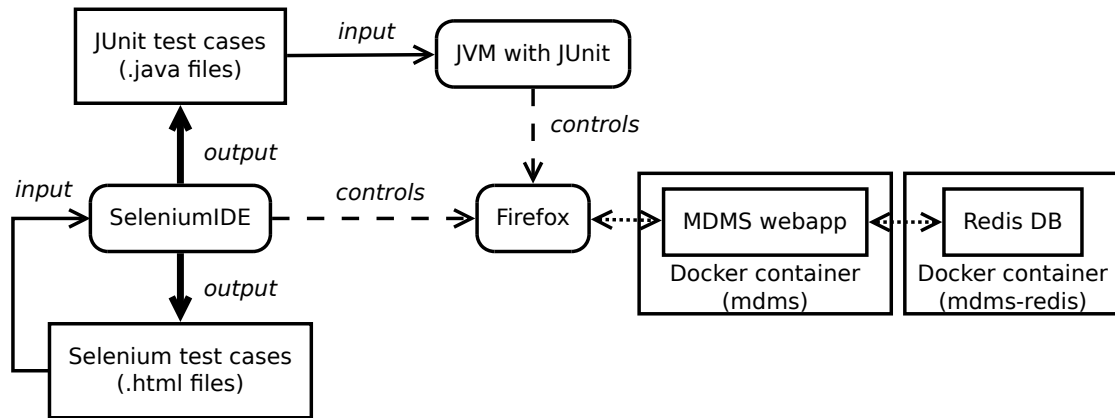 JUnit test cases
(.java files)
input
JVM with JUnit
controls
output
input
SeleniumIDE
controls
Firefox
MDMS webapp
Docker container
(mdms)
Redis DB
Docker container
(mdms-redis)
output
Selenium test cases
(.html files)